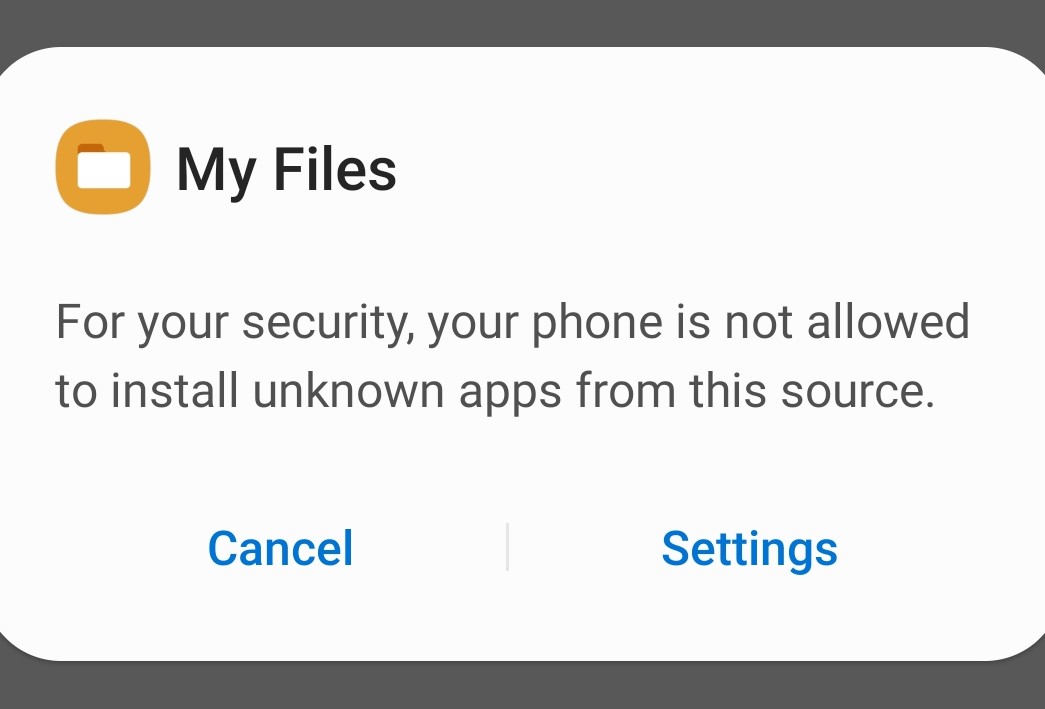 My Files
For your security, your phone is not allowed
to install unknown apps from this source.
Cancel
Settings